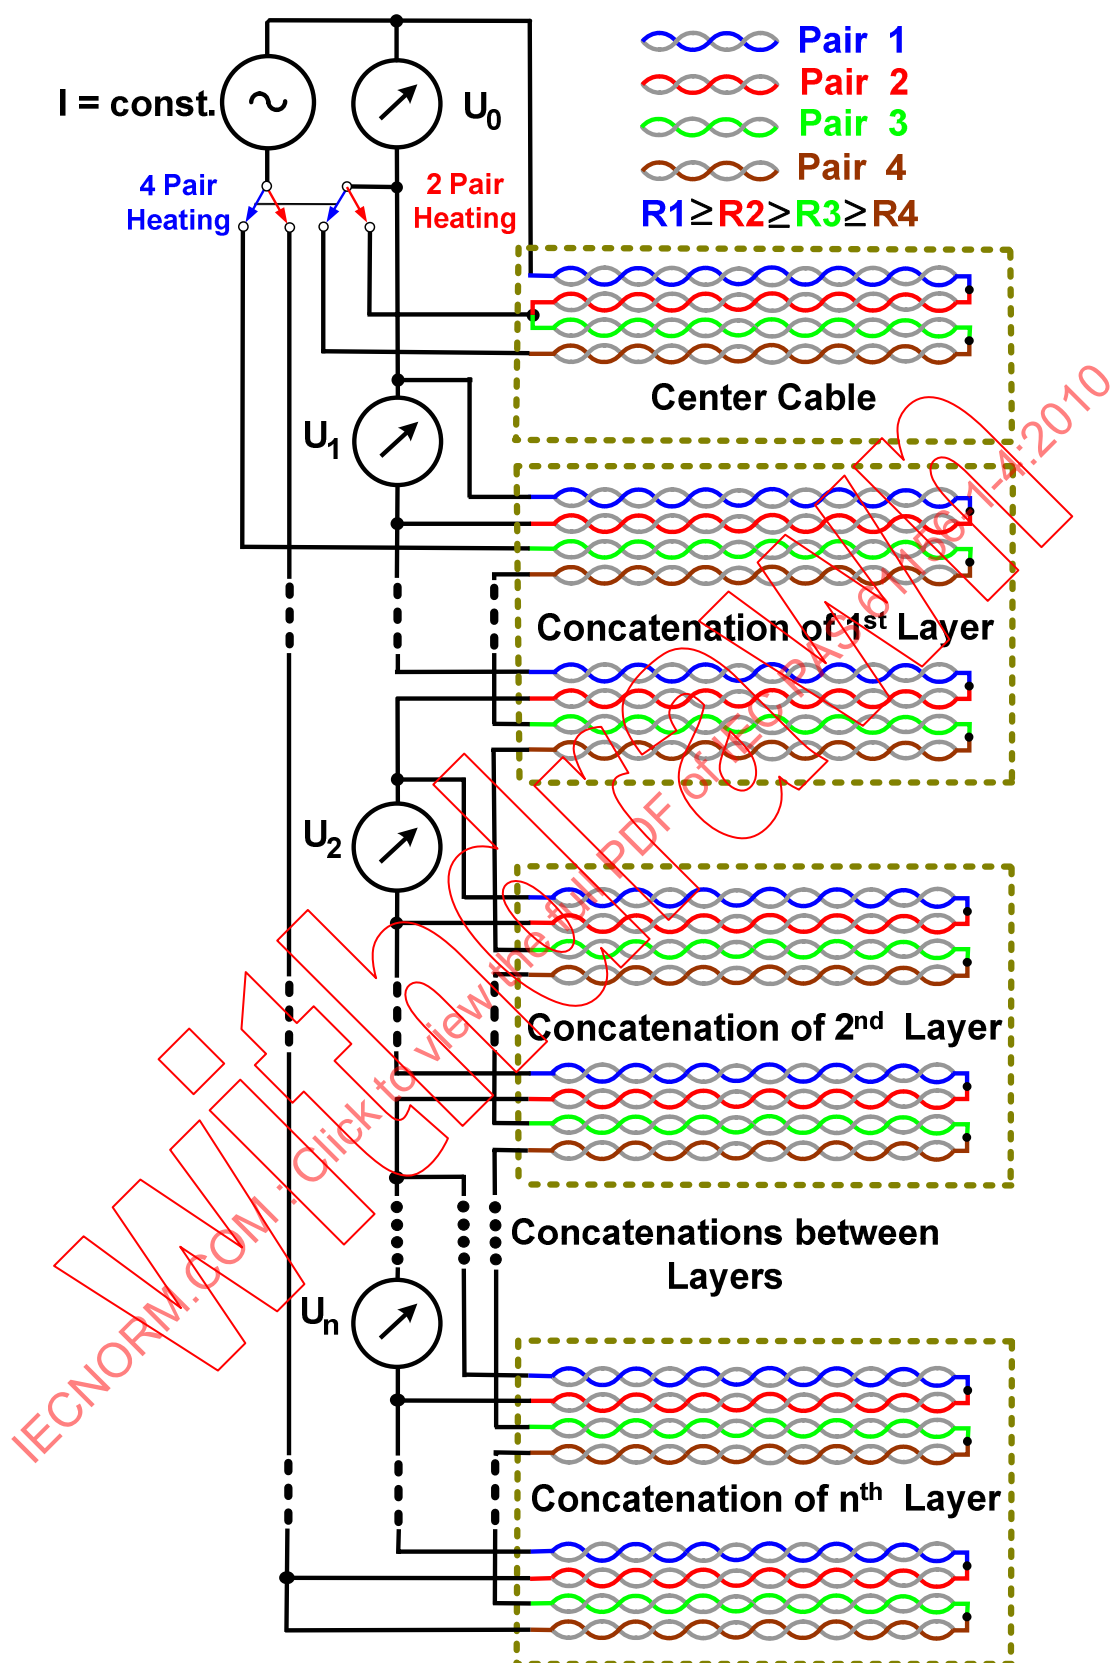 Pair 1
Pair 2
Pair 3
Pair 4
R1≥R2≥R3≥R4
I = const.
U0
4 Pair
Heating
2 Pair
Heating
Center Cable
U1
Concatenation of 1st Layer
U2
Concatenation of 2nd Layer
Concatenations between
Layers
Un
Concatenation of nth Layer
IECNORM.COM : Click to view the full PDF of IEC PAS 61156-1-4:2010